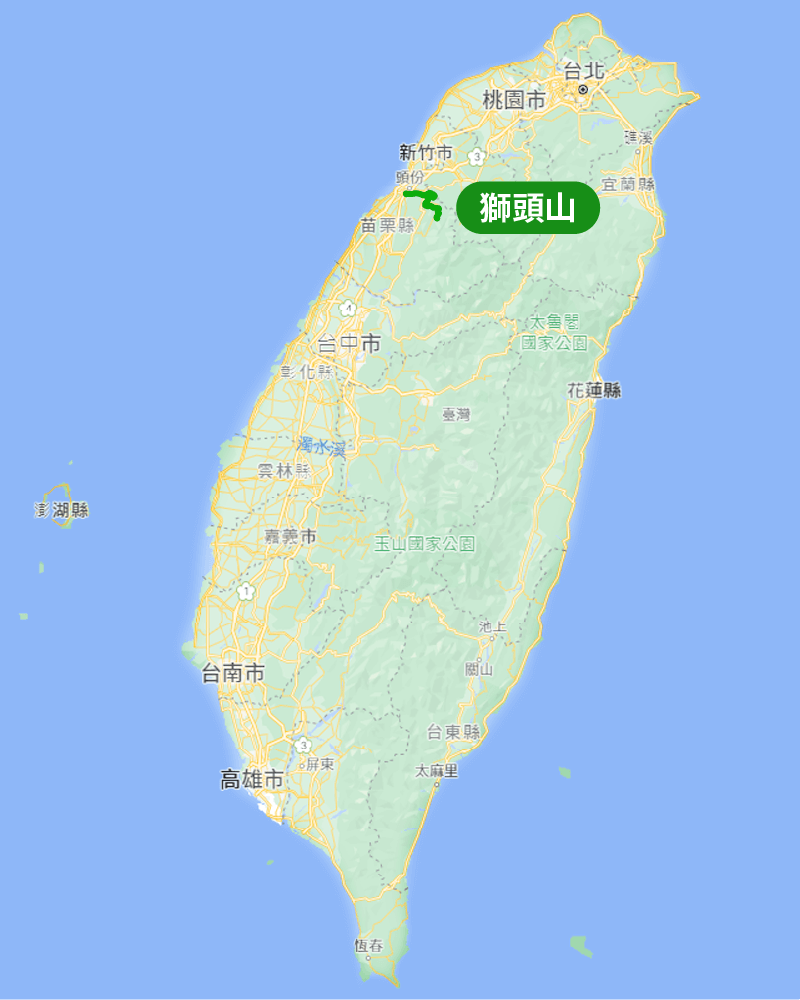 台北
桃園市
礁溪
新竹市
3
頭份
宜蘭縣
獅頭山
苗栗縣
4
太魯閣
國家公園
台中市
彰化縣
花蓮縣
臺灣
濁水溪
雲林縣
澎湖縣
嘉義市
玉山國家公園
1
池上
關山
台南市
台東縣
3
屏東
太麻里
高雄市
恆春